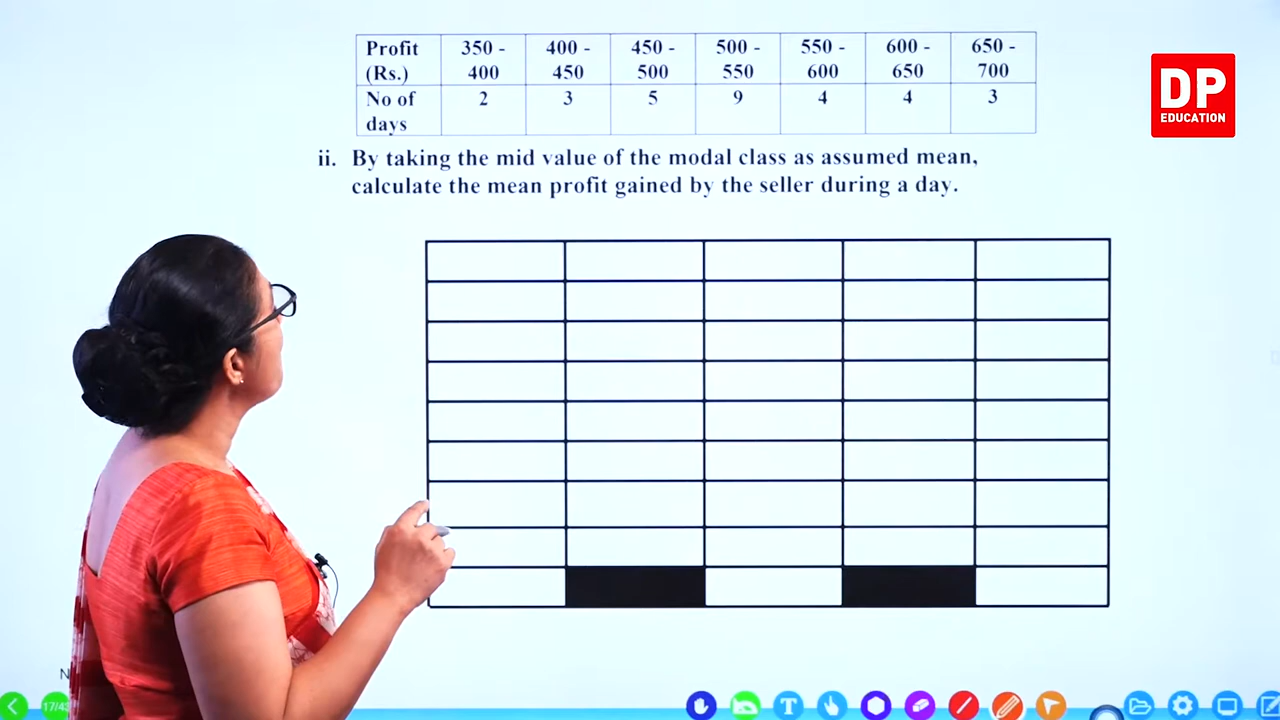 Profit (Rs.) 350 - 400 400 - 450 450 - 500 500 - 550 550 - 600 600 - 650 650 - 700
No of days 2 3 5 9 4 4 3
ii. By taking the mid value of the modal class as assumed mean,
calculate the mean profit gained by the seller during a day.
DP
EDUCATION
N
17/43
T